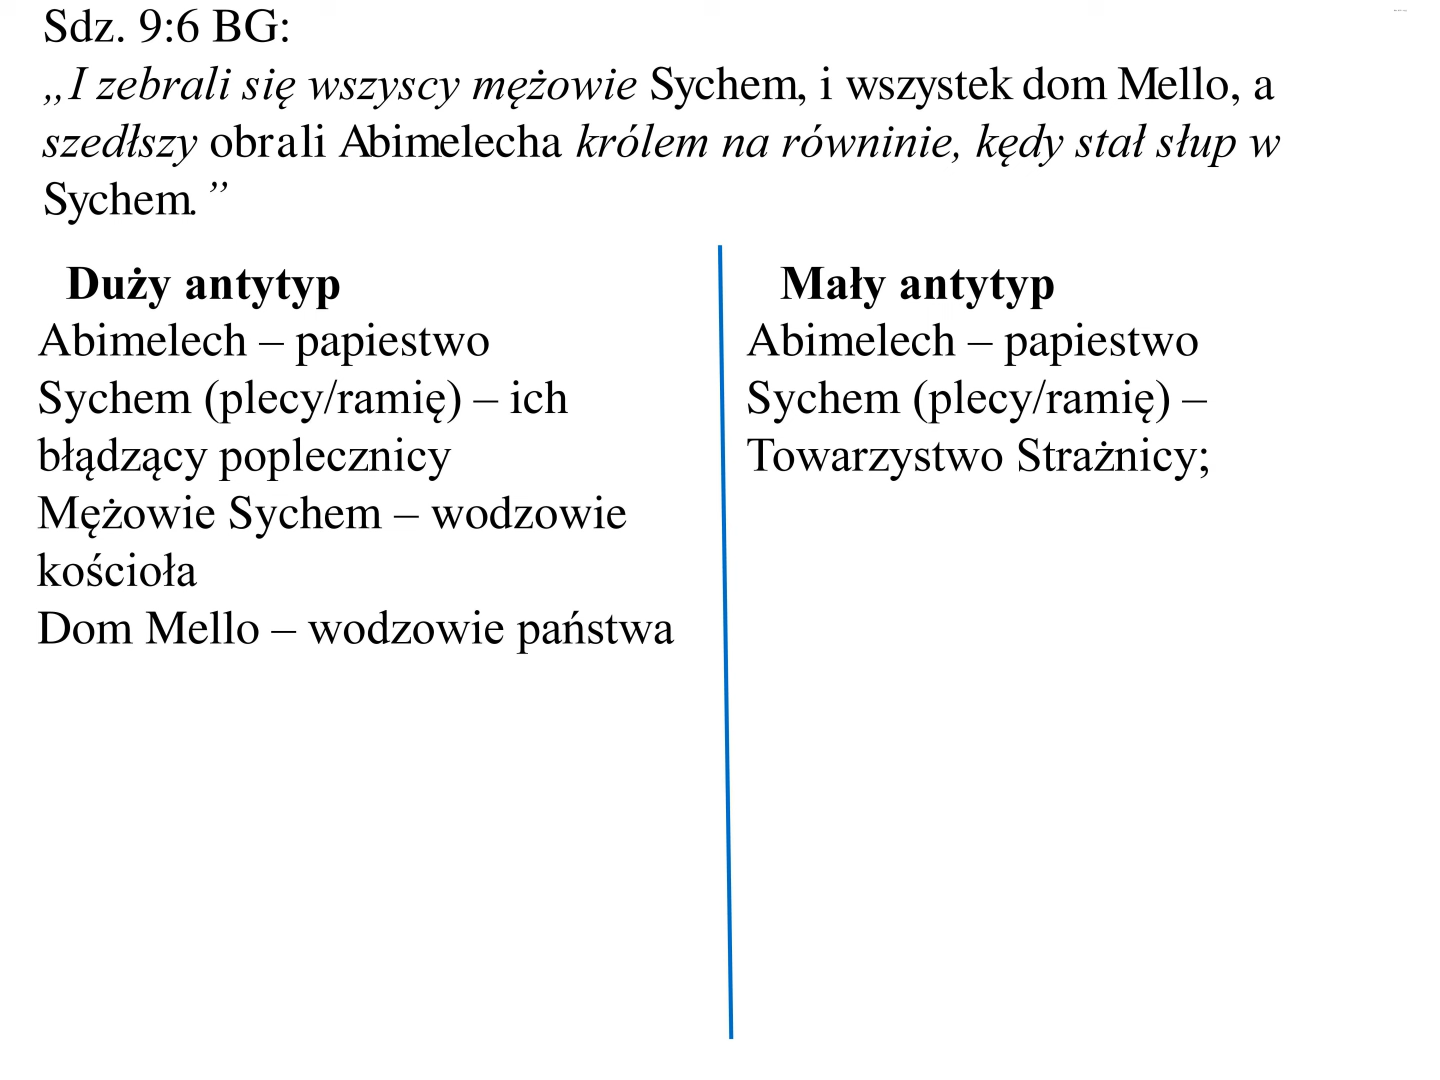 Sdz. 9:6 BG:
„I zebrali się wszyscy mężowie Sychem, i wszystek dom Mello, a
szedłszy obrali Abimelecha królem na równinie, kędy stał słup w
Sychem.”
Duży antytyp
Abimelech – papiestwo
Sychem (plecy/ramię) – ich
błądzący poplecznicy
Mężowie Sychem – wodzowie
kościoła
Dom Mello – wodzowie państwa
Mały antytyp
Abimelech – papiestwo
Sychem (plecy/ramię) –
Towarzystwo Strażnicy;